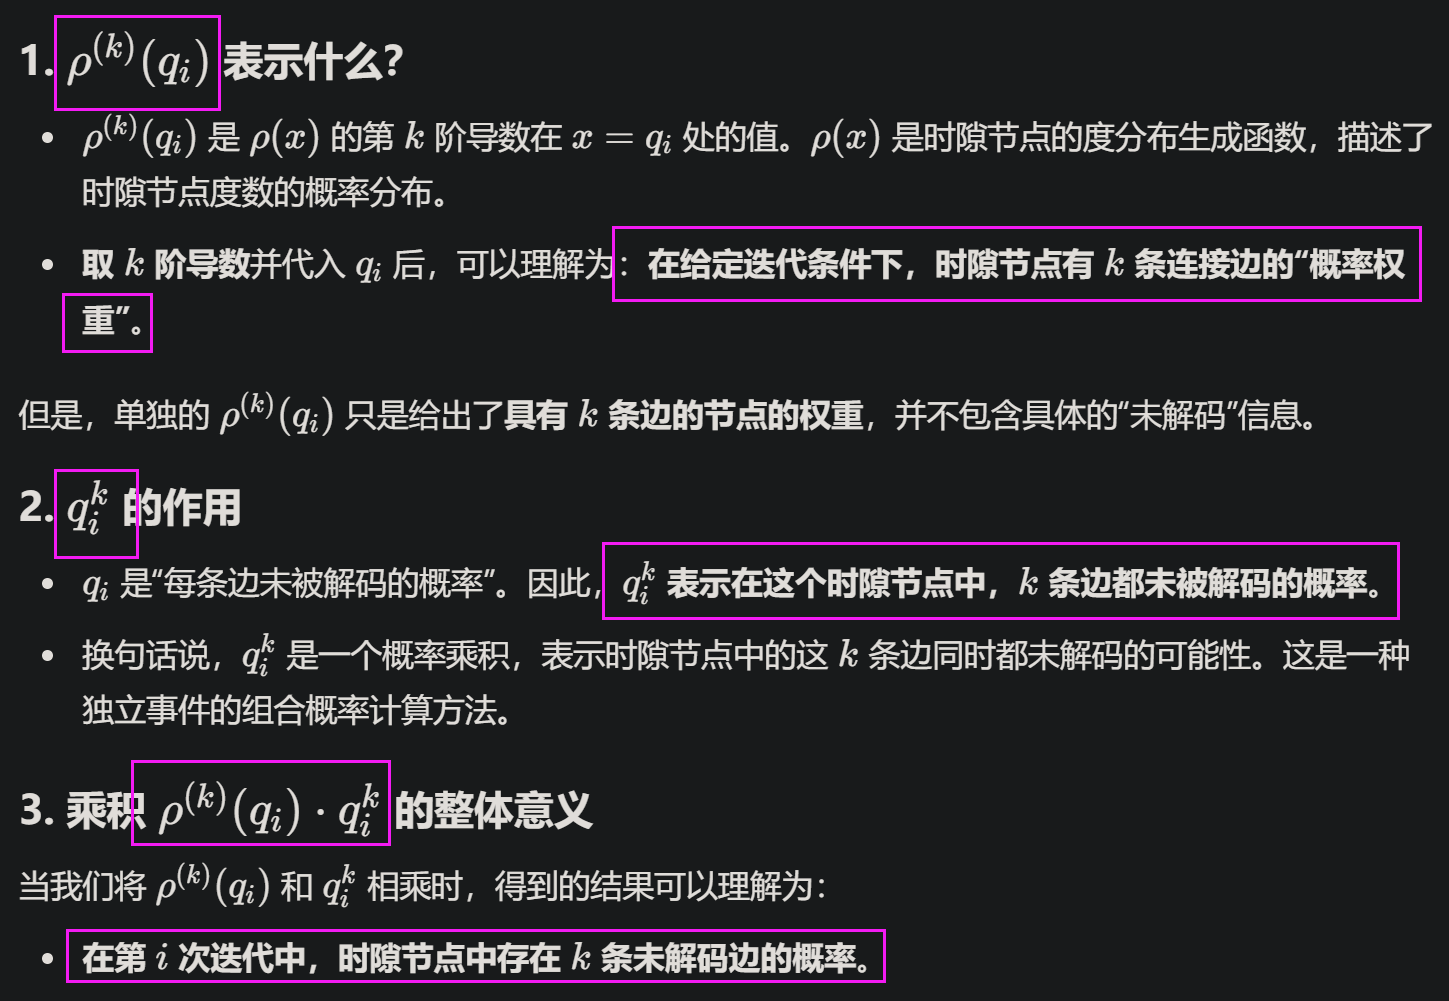 1. ρ^(k)(q_i) 表示什么？
• ρ^(k)(q_i) 是 ρ(x) 的第 k 阶导数在 x = q_i 处的值。ρ(x) 是时隙节点的度分布生成函数，描述了
时隙节点度数的概率分布。
• 取 k 阶导数并代入 q_i 后，可以理解为：在给定迭代条件下，时隙节点有 k 条连接边的“概率权
重”。
但是，单独的 ρ^(k)(q_i) 只是给出了具有 k 条边的节点的权重，并不包含具体的“未解码”信息。
2. q_i^k 的作用
• q_i 是“每条边未被解码的概率”。因此，q_i^k 表示在这个时隙节点中，k 条边都未被解码的概率。
• 换句话说，q_i^k 是一个概率乘积，表示时隙节点中的这 k 条边同时都未解码的可能性。这是一种
独立事件的组合概率计算方法。
3. 乘积 ρ^(k)(q_i) · q_i^k 的整体意义
当我们将 ρ^(k)(q_i) 和 q_i^k 相乘时，得到的结果可以理解为：
• 在第 i 次迭代中，时隙节点中存在 k 条未解码边的概率。